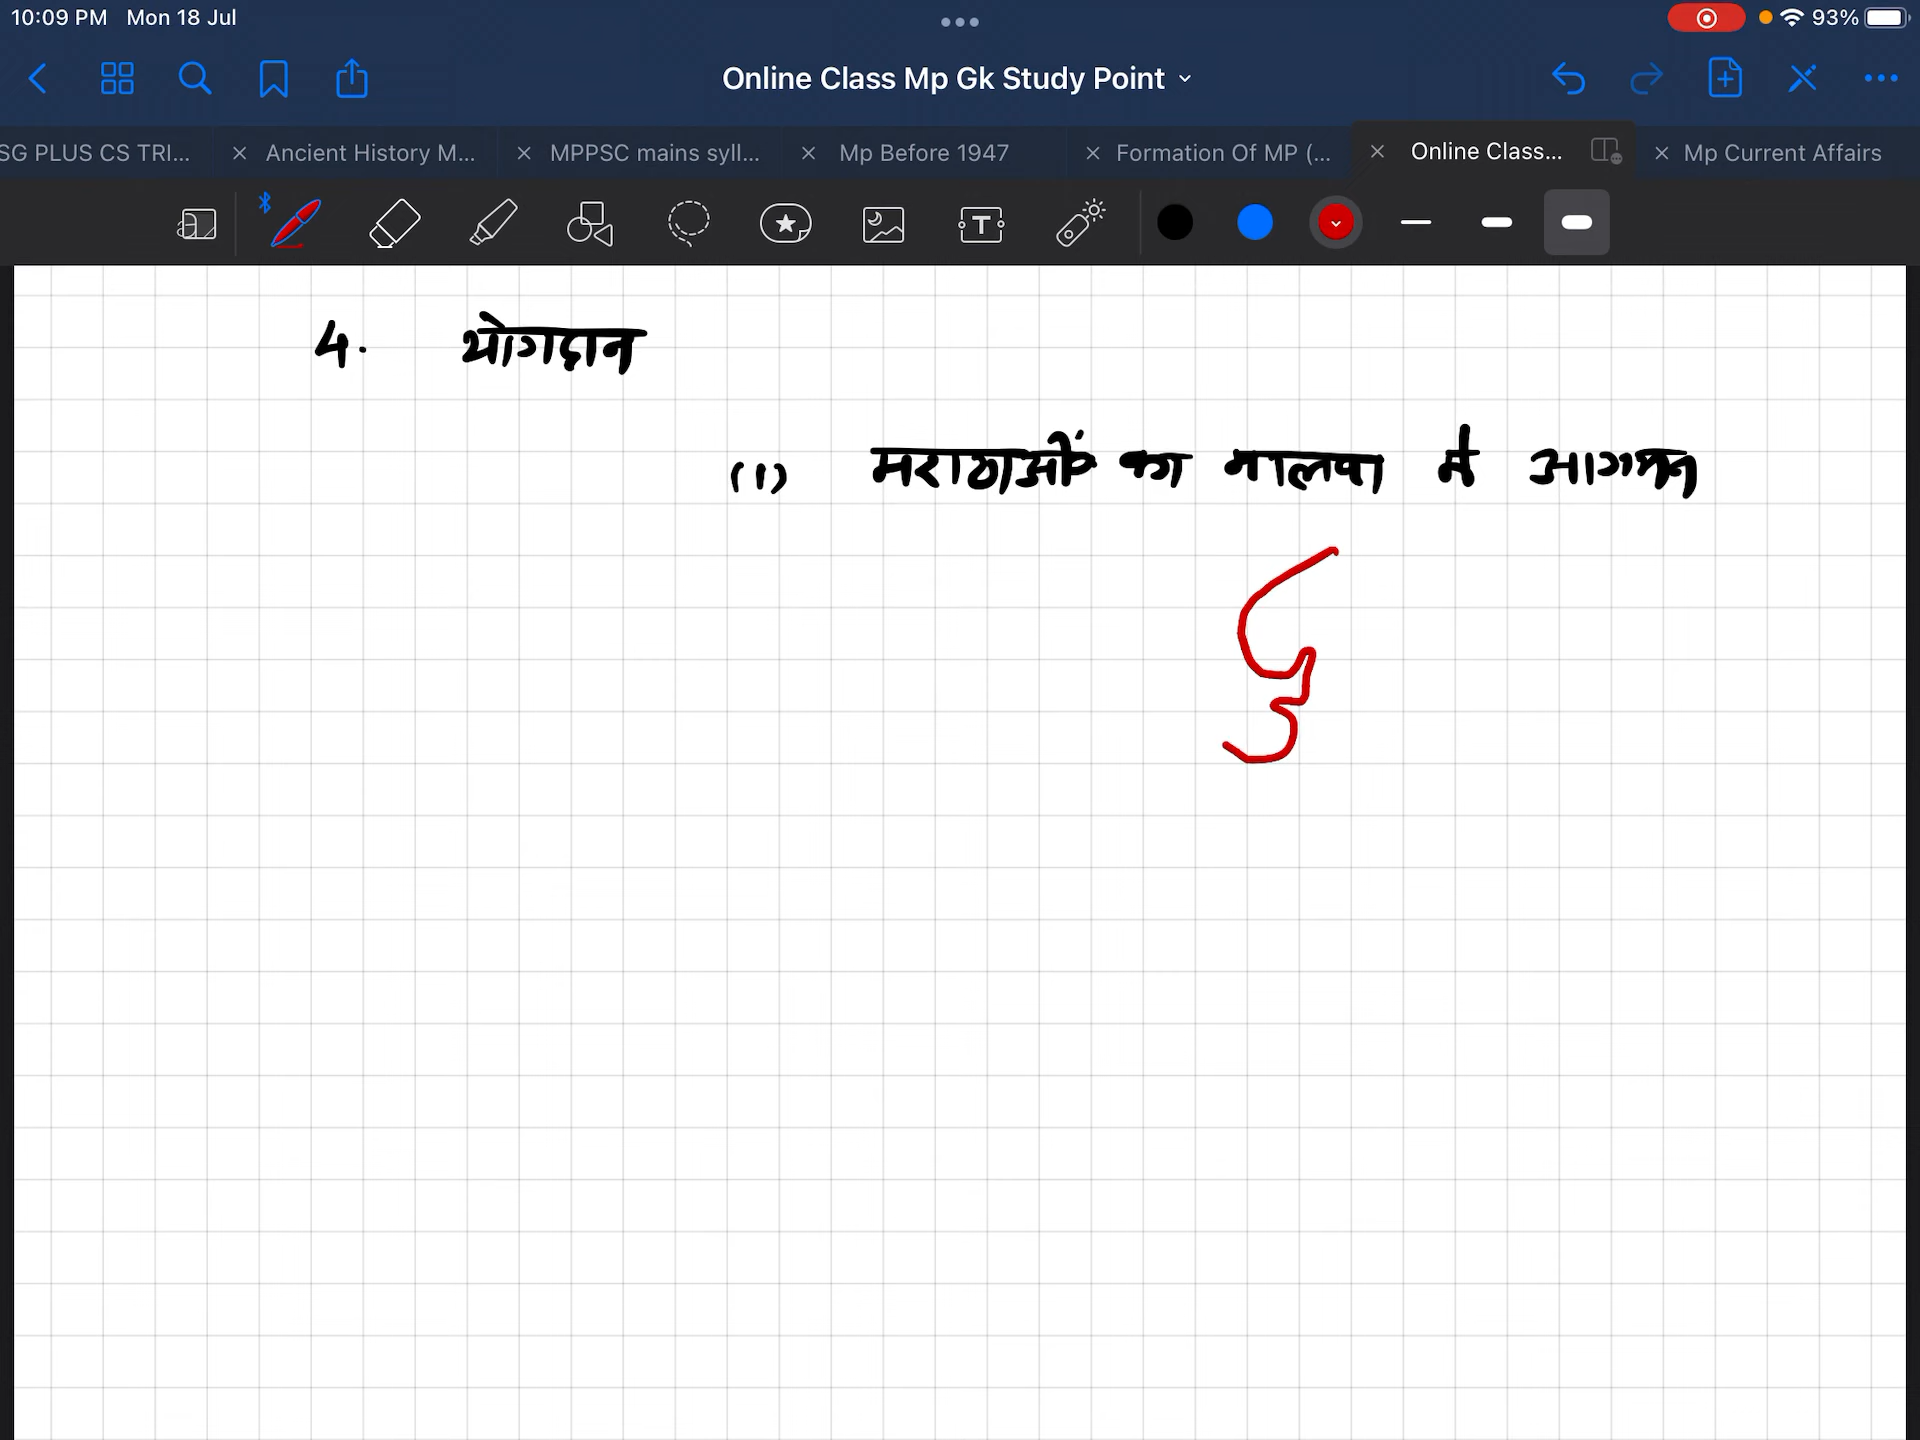 10:09 PM Mon 18 Jul
93%
Online Class Mp Gk Study Point
SG PLUS CS TRI...
Ancient History M...
MPPSC mains syll...
Mp Before 1947
Formation Of MP (...
Online Class...
Mp Current Affairs
4. योगदान
(1) मराठाओं का मालवा में आगमन